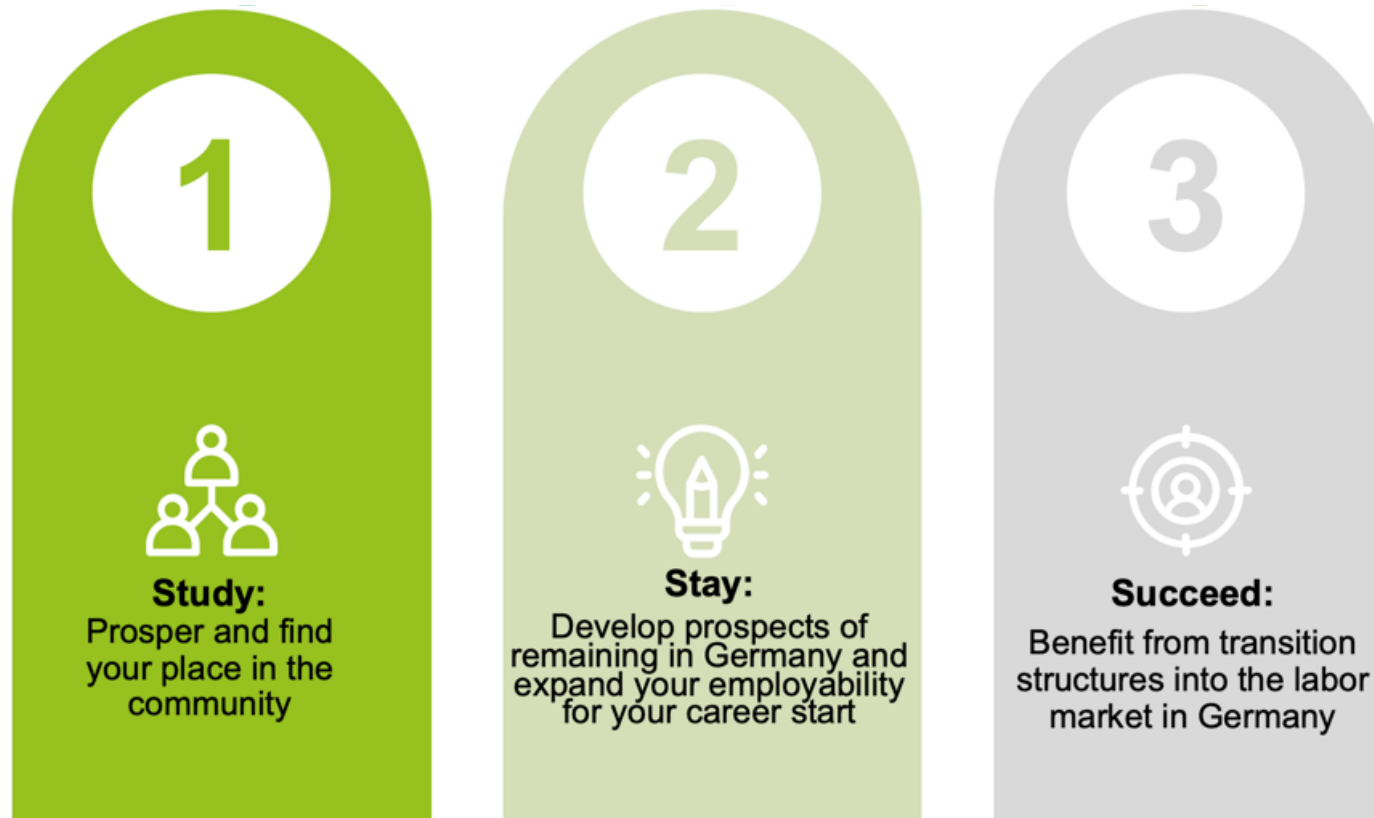 1
Study:
Prosper and find
your place in the
community
2
Stay:
Develop prospects of
remaining in Germany and
expand your employability
for your career start
3
Succeed:
Benefit from transition
structures into the labor
market in Germany